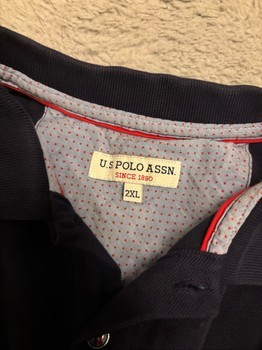 U.S. POLO ASSN.
SINCE 1890
2XL